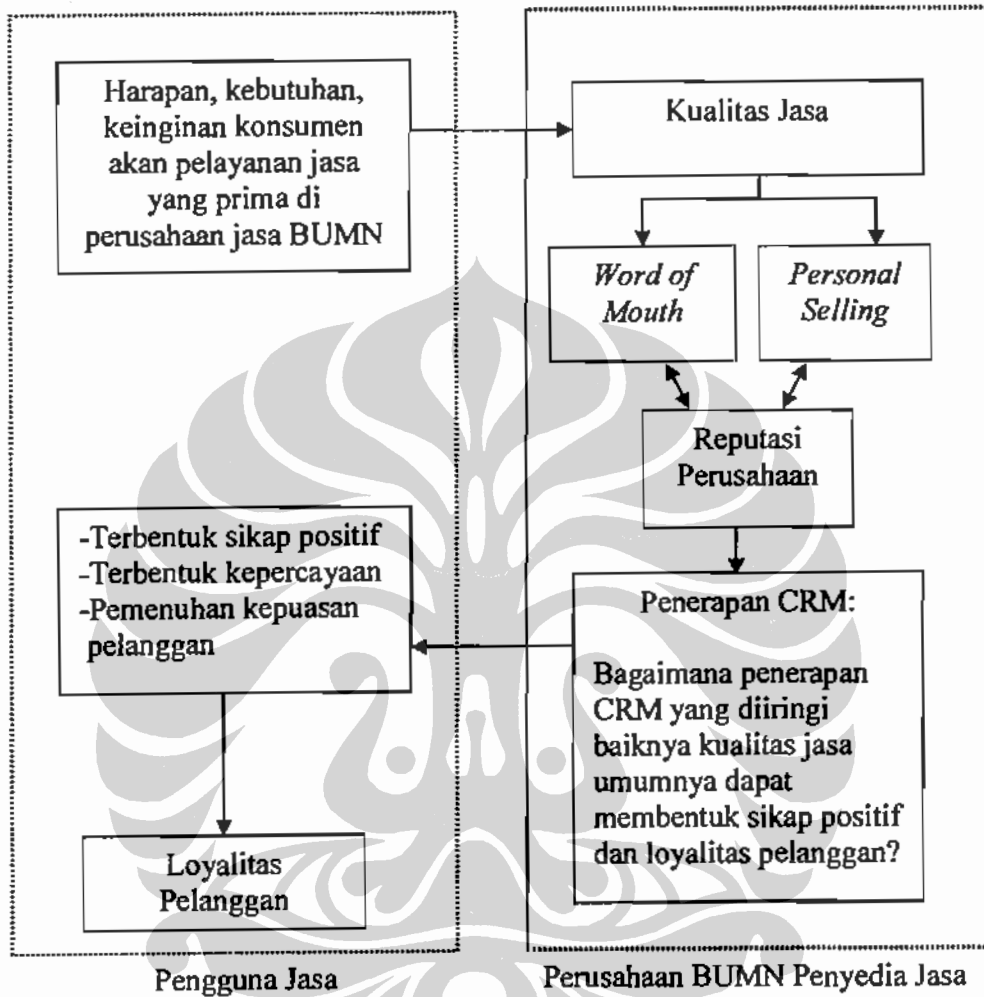 Harapan, kebutuhan,
keinginan konsumen
akan pelayanan jasa
yang prima di
perusahaan jasa BUMN
Kualitas Jasa
Word of
Mouth
Personal
Selling
Reputasi
Perusahaan
Penerapan CRM:
Bagaimana penerapan
CRM yang diiringi
baiknya kualitas jasa
umumnya dapat
membentuk sikap positif
dan loyalitas pelanggan?
-Terbentuk sikap positif
-Terbentuk kepercayaan
-Pemenuhan kepuasan
pelanggan
Loyalitas
Pelanggan
Pengguna Jasa
Perusahaan BUMN Penyedia Jasa